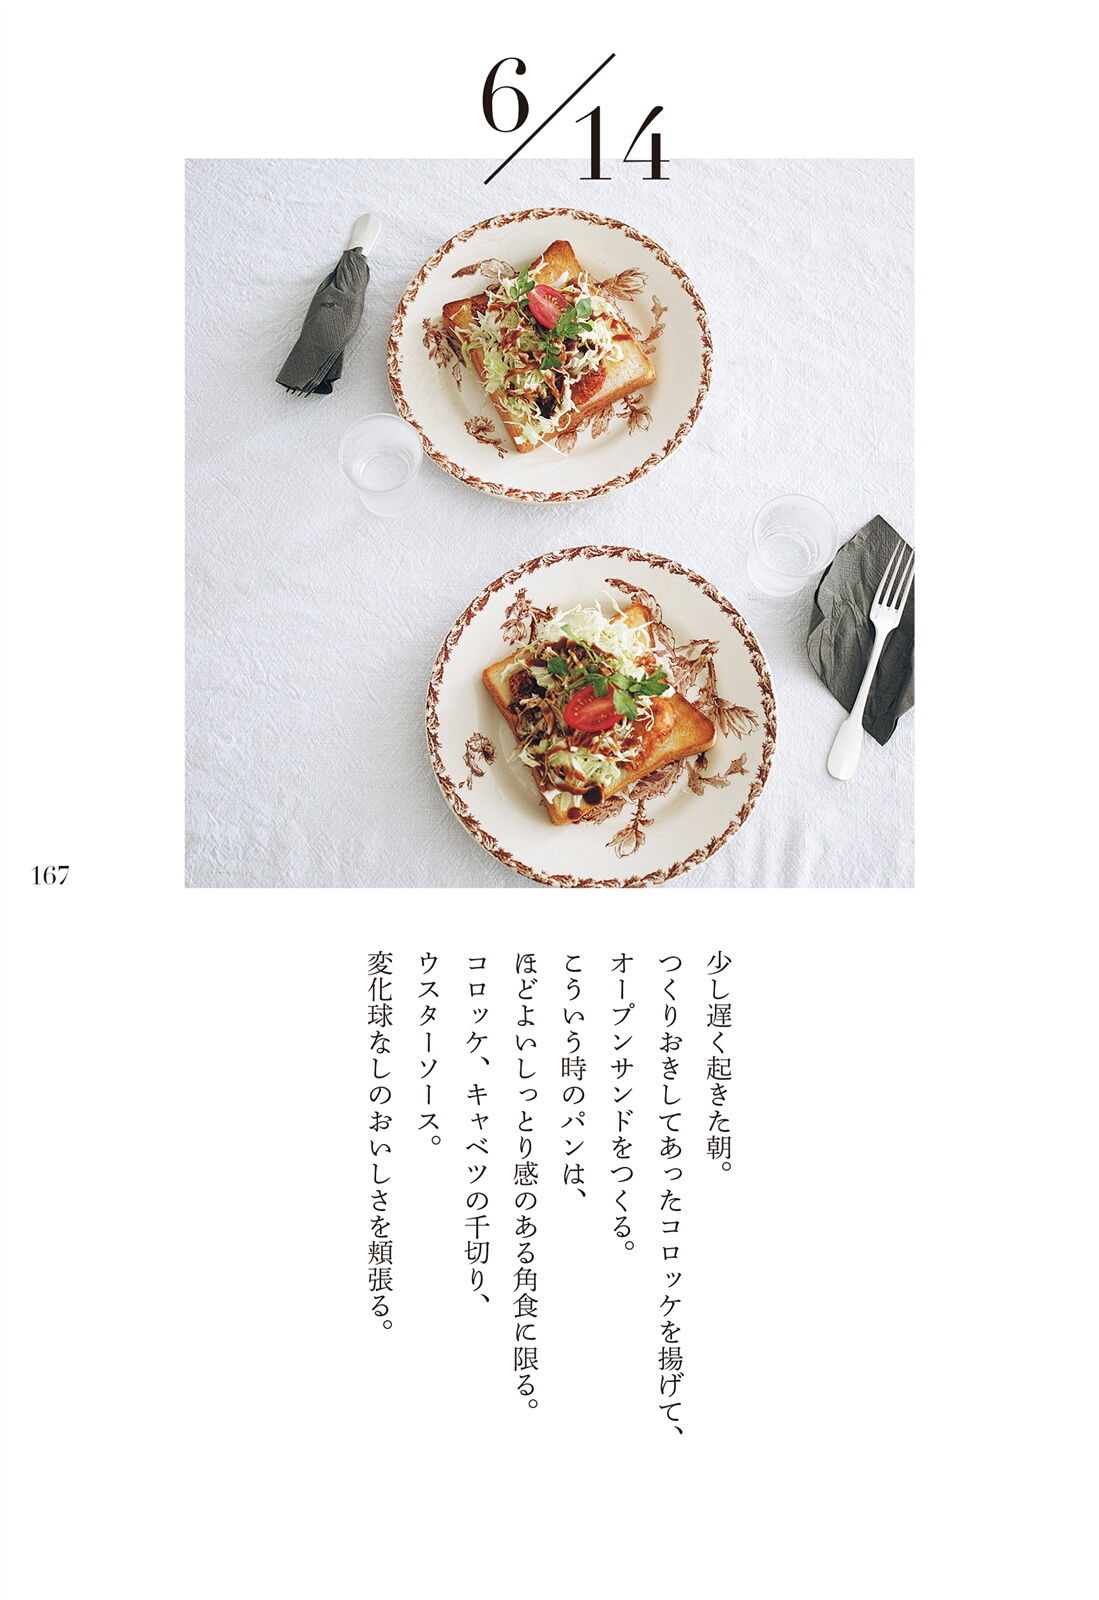 6/14
少し遅く起きた朝。
つくりおきしてあったコロッケを揚げて、
オープンサンドをつくる。
こういう時のパンは、
ほどよいしっとり感のある角食に限る。
コロッケ、キャベツの千切り、
ウスターソース。
変化球なしのおいしさを頬張る。
167